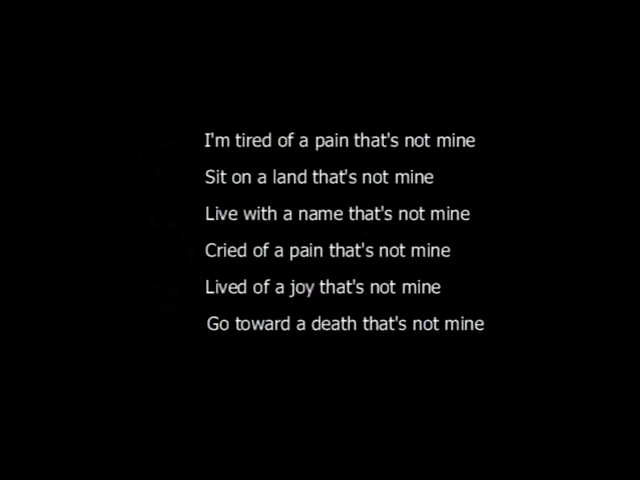 I'm tired of a pain that's not mine
Sit on a land that's not mine
Live with a name that's not mine
Cried of a pain that's not mine
Lived of a joy that's not mine
Go toward a death that's not mine